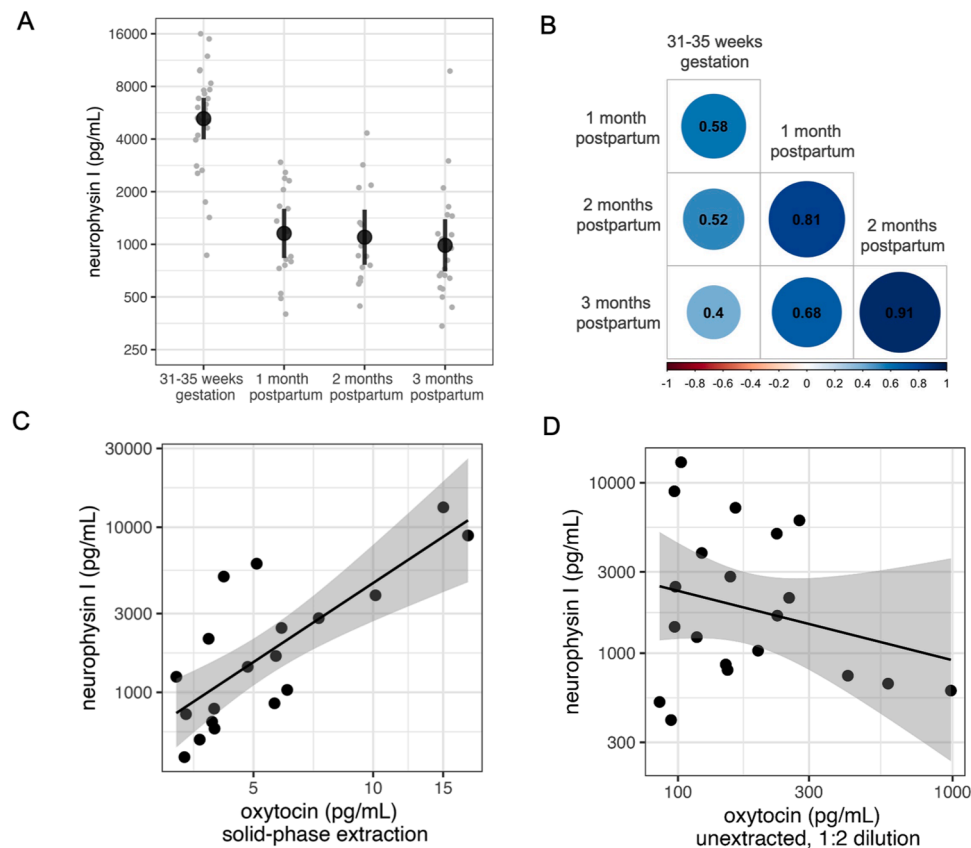 A
16000
8000
4000
2000
1000
500
250
neurophysin I (pg/mL)
31-35 weeks
gestation
1 month
postpartum
2 months
postpartum
3 months
postpartum
B
31-35 weeks
gestation
1 month
postpartum
2 months
postpartum
1 months
postpartum
2 months
postpartum
3 months
postpartum
0.58
0.52
0.81
0.4
0.68
0.91
-1
-0.8
-0.6
-0.4
-0.2
0
0.2
0.4
0.6
0.8
1
C
30000
10000
3000
1000
neurophysin I (pg/mL)
5
10
15
oxytocin (pg/mL)
solid-phase extraction
D
10000
3000
1000
300
neurophysin I (pg/mL)
100
300
1000
oxytocin (pg/mL)
unextracted, 1:2 dilution